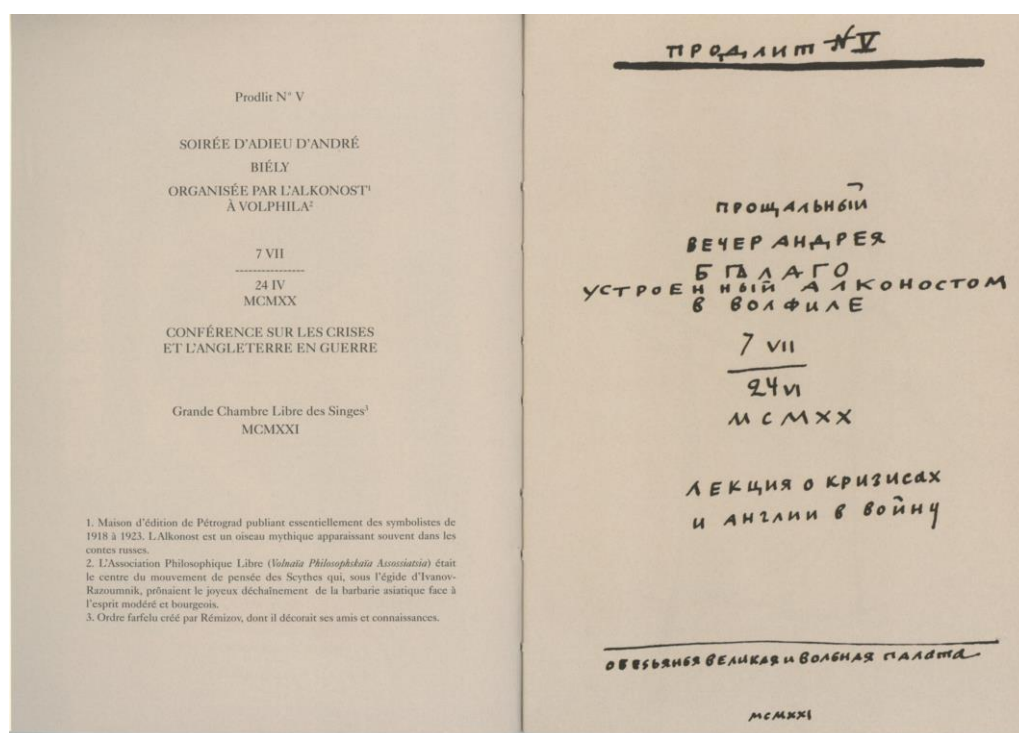 Prodlit N° V
SOIRÉE D'ADIEU D'ANDRÉ
BIÉLY
ORGANISÉE PAR L'ALKONOST¹
À VOLPHILA²
7 VII
----------------
24 IV
MCMXX
CONFÉRENCE SUR LES CRISES
ET L'ANGLETERRE EN GUERRE
Grande Chambre Libre des Singes³
MCMXXI
1. Maison d'édition de Pétrograd publiant essentiellement des symbolistes de
1918 à 1923. L'Alkonost est un oiseau mythique apparaissant souvent dans les
contes russes.
2. L'Association Philosophique Libre (Volnaïa Philosophskaïa Assossiatsia) était
le centre du mouvement de pensée des Scythes qui, sous l'égide d'Ivanov-
Razoumnik, prônaient le joyeux déchaînement de la barbarie asiatique face à
l'esprit modéré et bourgeois.
3. Ordre farfelu créé par Rémizov, dont il décorait ses amis et connaissances.
ПРОДЛИТ N V
ПРОЩАЛЬНЫЙ
ВЕЧЕР АНДРЕЯ
УСТРОЕННЫЙ АЛКОНОСТОМ
В ВОЛФИЛЕ
7 VII
24 VI
MCMXX
ЛЕКЦИЯ О КРИЗИСАХ
И АНГЛИИ В ВОЙНУ
ОБЕЗЬЯНЬЯ ВЕЛИКАЯ И ВОЛЬНАЯ ПАЛАТА
MCMXXI